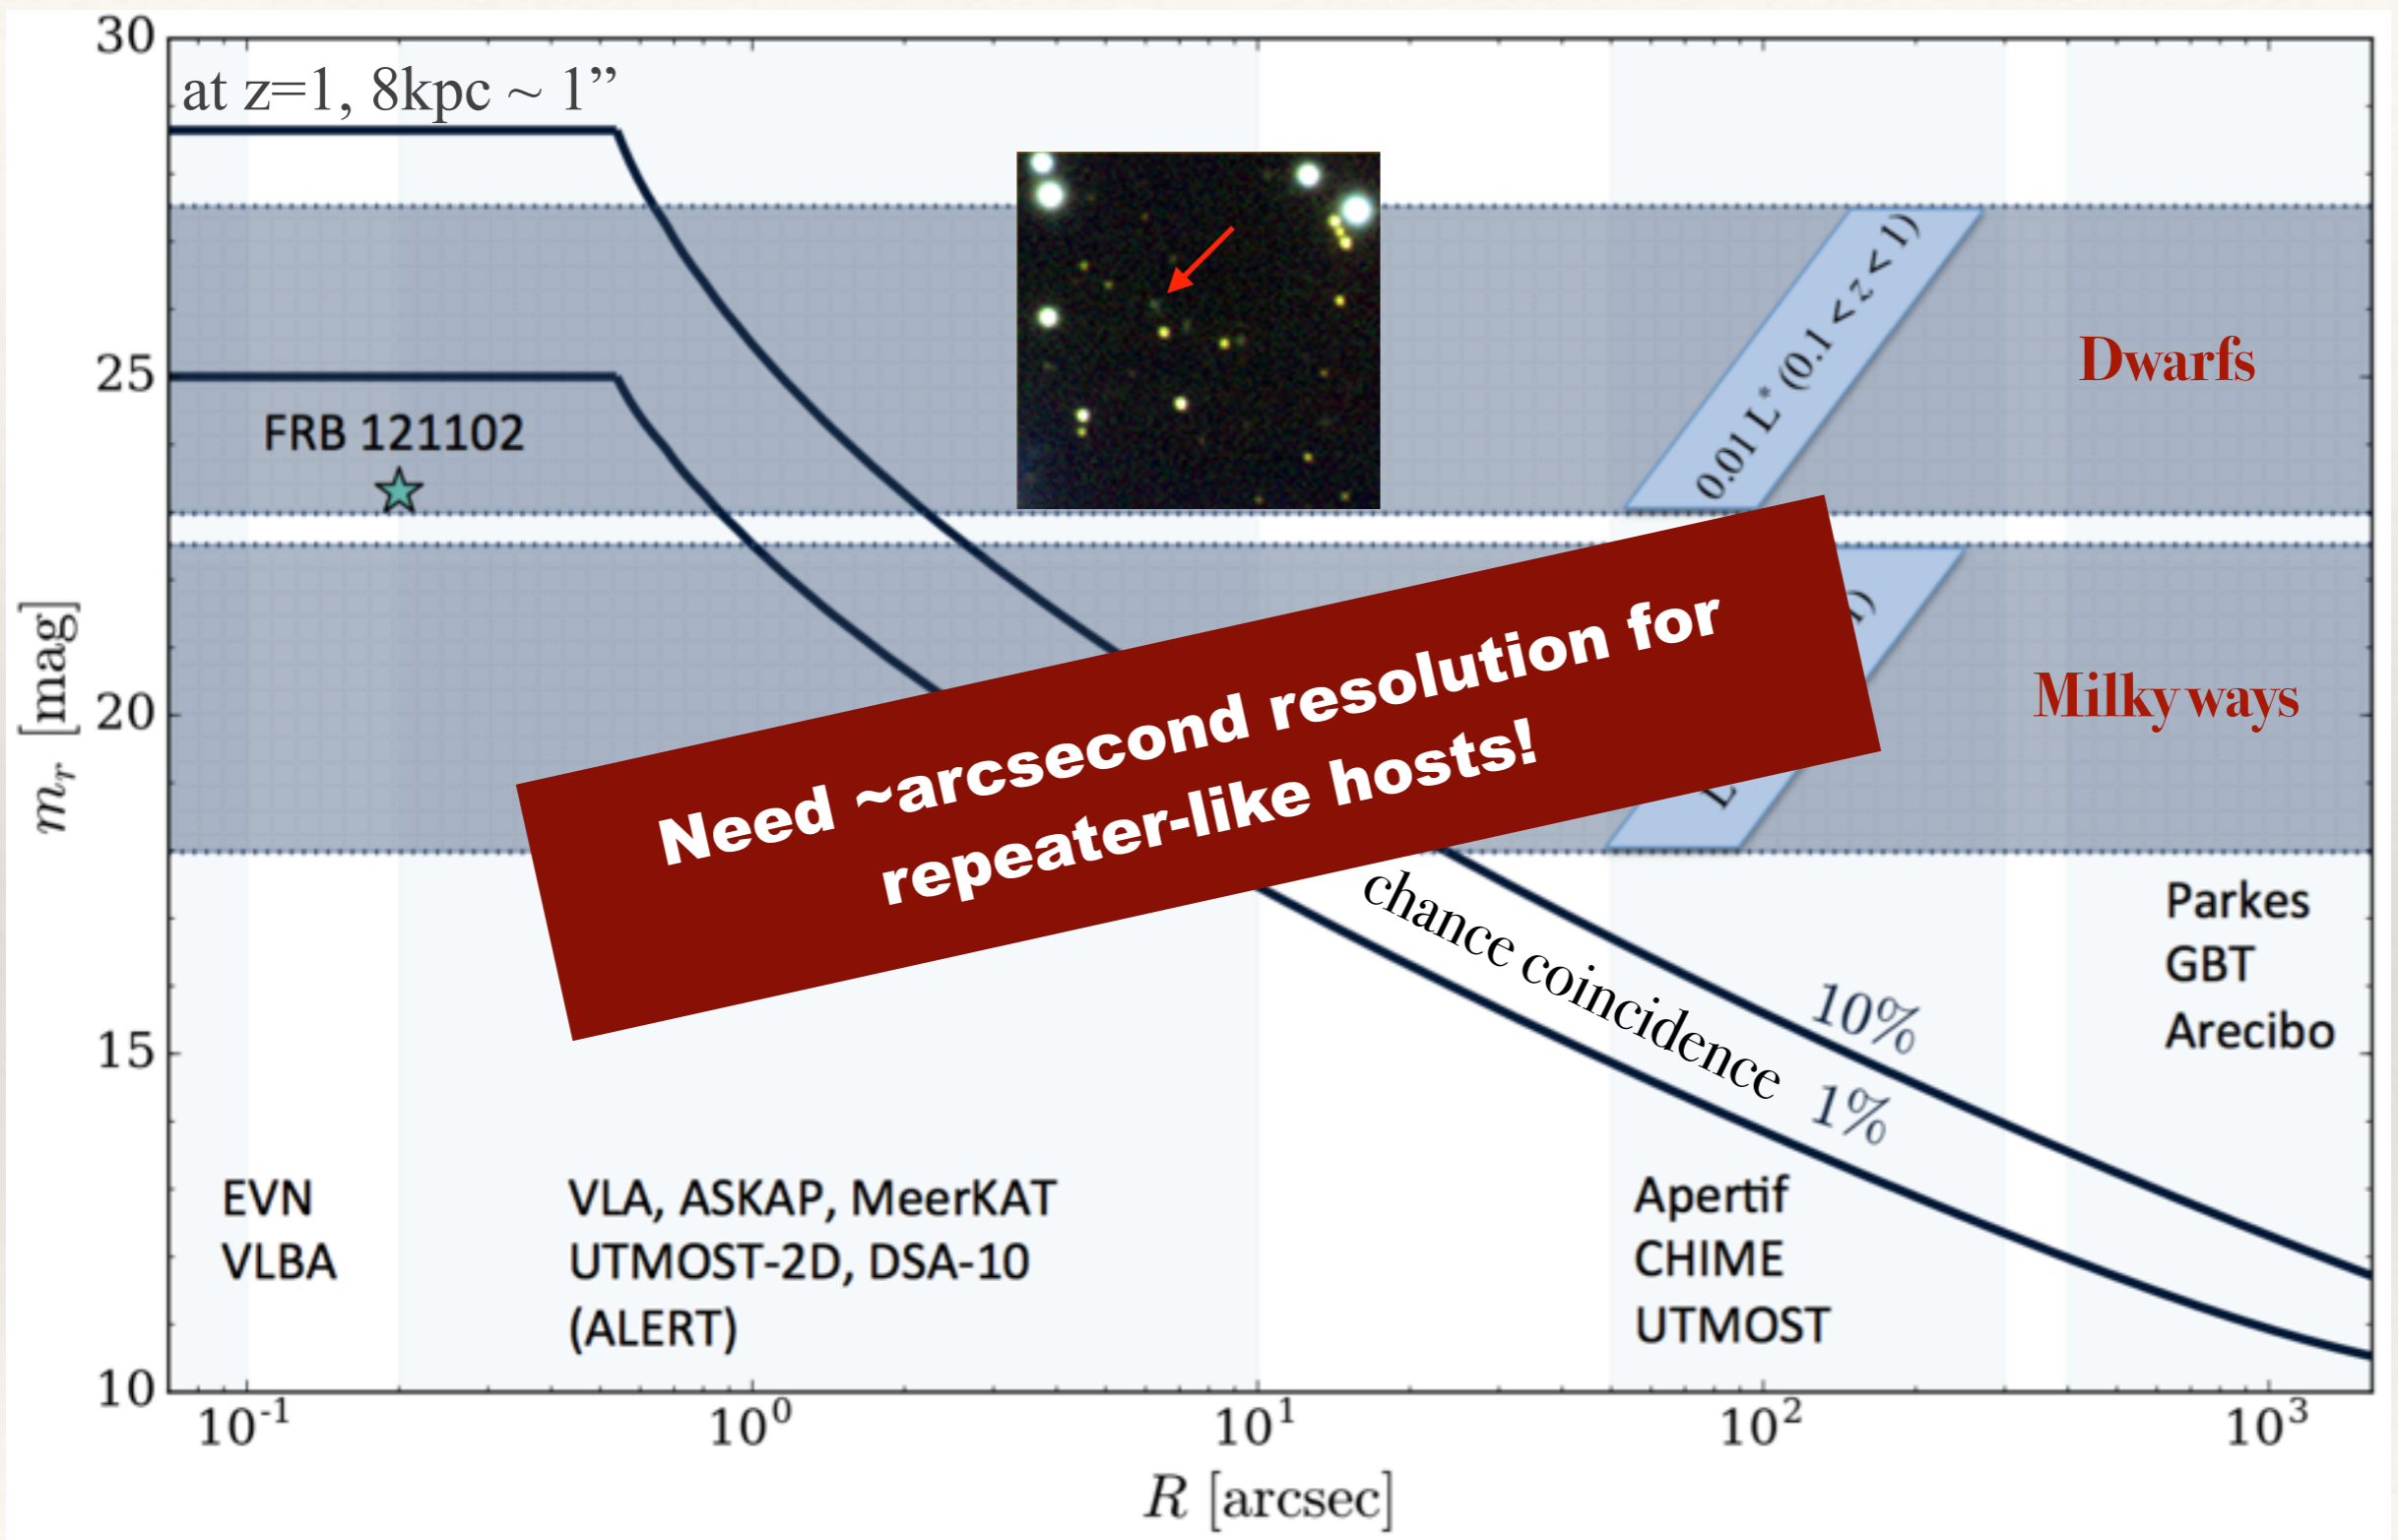 30
at z=1, 8kpc ~ 1”
0.01 L* (0.1 < z < 1)
Dwarfs
25
FRB 121102
Need ~arcsecond resolution for
repeater-like hosts!
Milky ways
20
m_r [mag]
chance coincidence
10%
1%
Parkes
GBT
Arecibo
15
EVN
VLBA
VLA, ASKAP, MeerKAT
UTMOST-2D, DSA-10
(ALERT)
Apertif
CHIME
UTMOST
10
10^-1
10^0
10^1
10^2
10^3
R [arcsec]